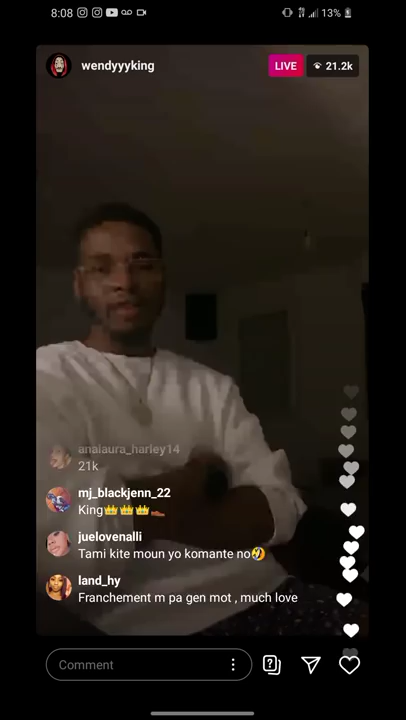 8:08 13%
wendyyyking LIVE 21.2k
analaura_harley14
21k
mj_blackjenn_22
King👑👑👑👡
juelovenalli
Tami kite moun yo komante no🤣
land_hy
Franchement m pa gen mot , much love
Comment